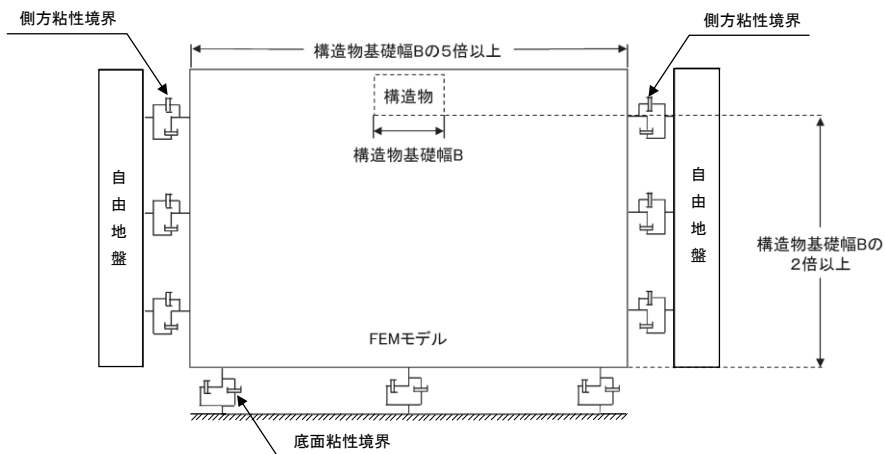 側方粘性境界
側方粘性境界
構造物基礎幅Bの5倍以上
構造物
構造物基礎幅B
自由地盤
自由地盤
構造物基礎幅Bの
2倍以上
FEMモデル
底面粘性境界